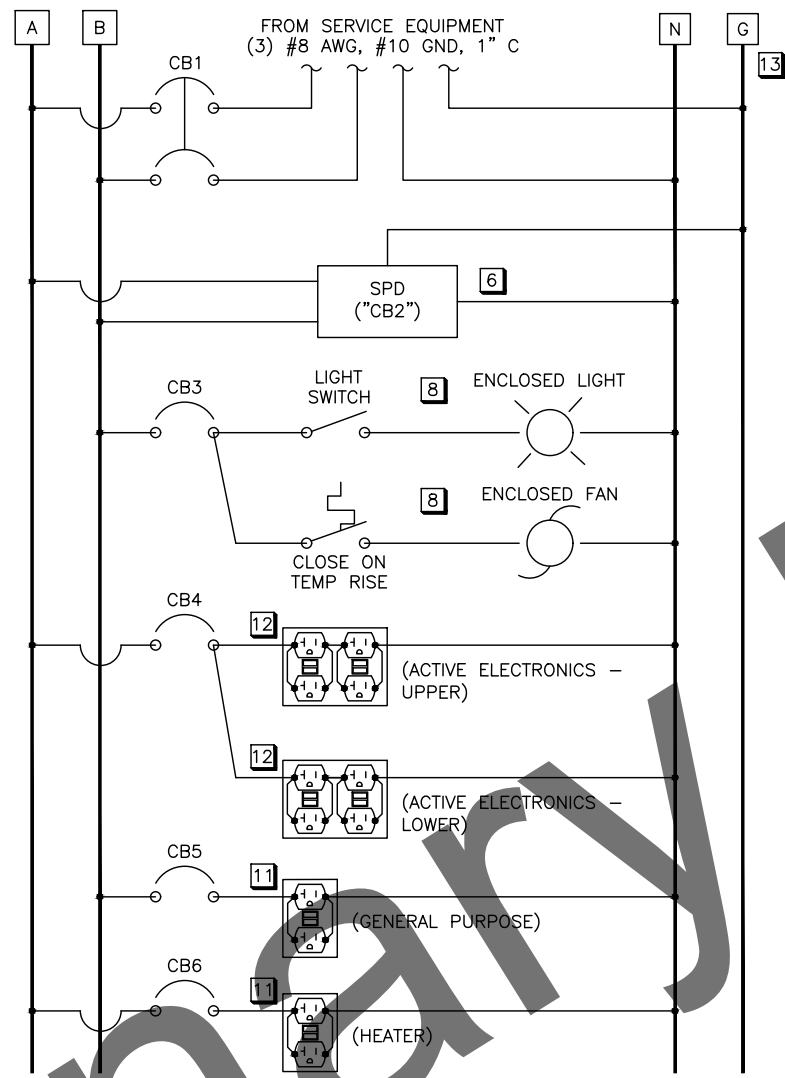 A B FROM SERVICE EQUIPMENT N G
(3) #8 AWG, #10 GND, 1" C
CB1 13
SPD 6
("CB2")
CB3 LIGHT 8 ENCLOSED LIGHT
SWITCH
8 ENCLOSED FAN
CLOSE ON
TEMP RISE
CB4 12
(ACTIVE ELECTRONICS –
UPPER)
12
(ACTIVE ELECTRONICS –
LOWER)
CB5 11
(GENERAL PURPOSE)
CB6 11
(HEATER)
nary